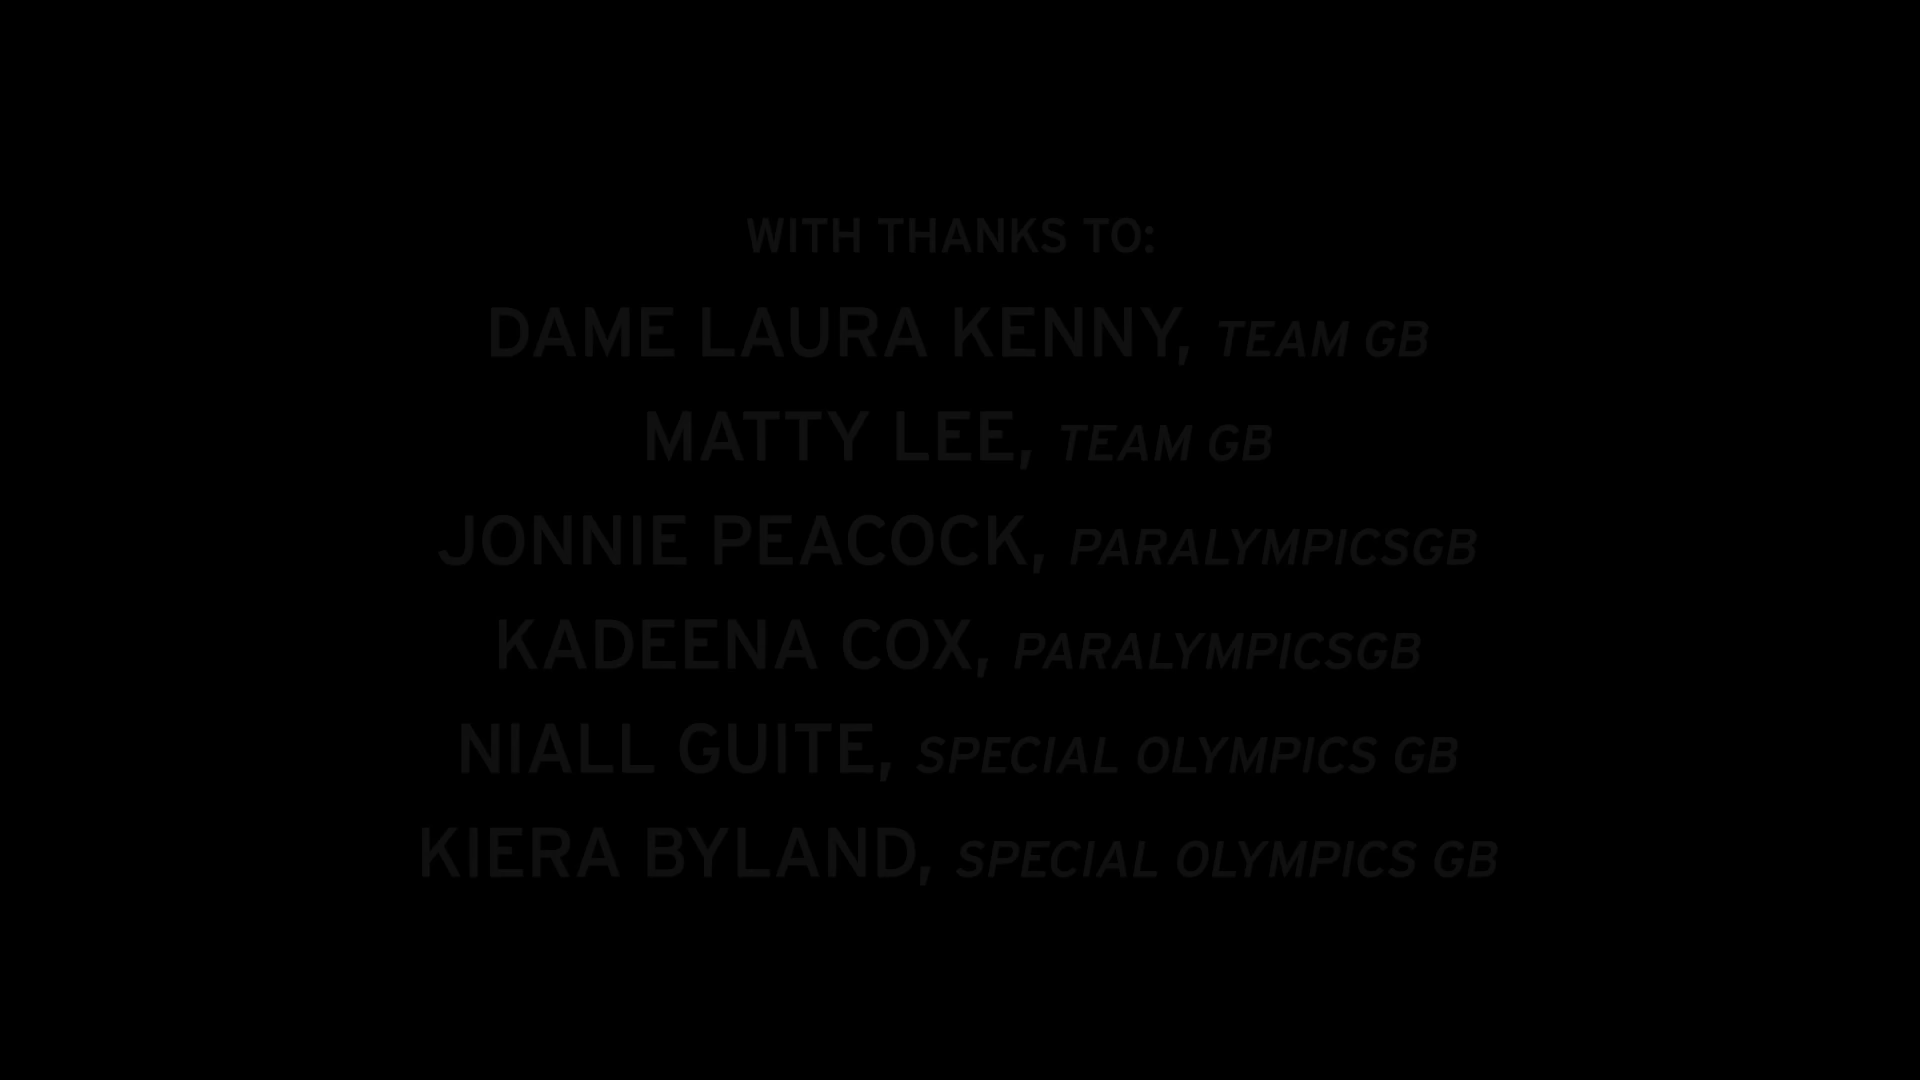 WITH THANKS TO:
DAME LAURA KENNY, TEAM GB
MATTY LEE, TEAM GB
JONNIE PEACOCK, PARALYMPICSGB
KADEENA COX, PARALYMPICSGB
NIALL GUITE, SPECIAL OLYMPICS GB
KIERA BYLAND, SPECIAL OLYMPICS GB